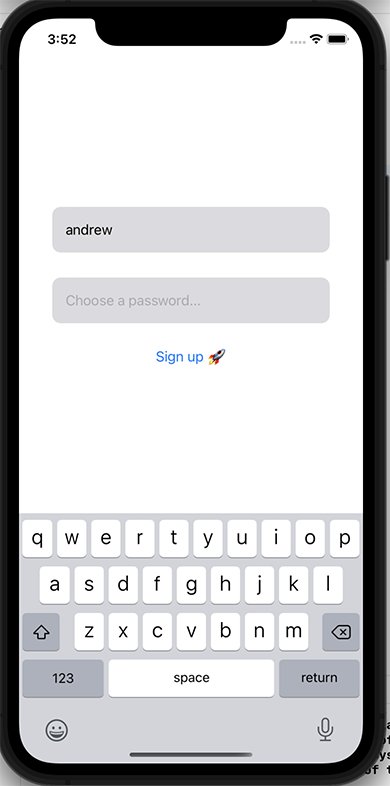 3:52
andrew
Choose a password...
Sign up 🚀
q w e r t y u i o p
a s d f g h j k l
z x c v b n m
123 space return